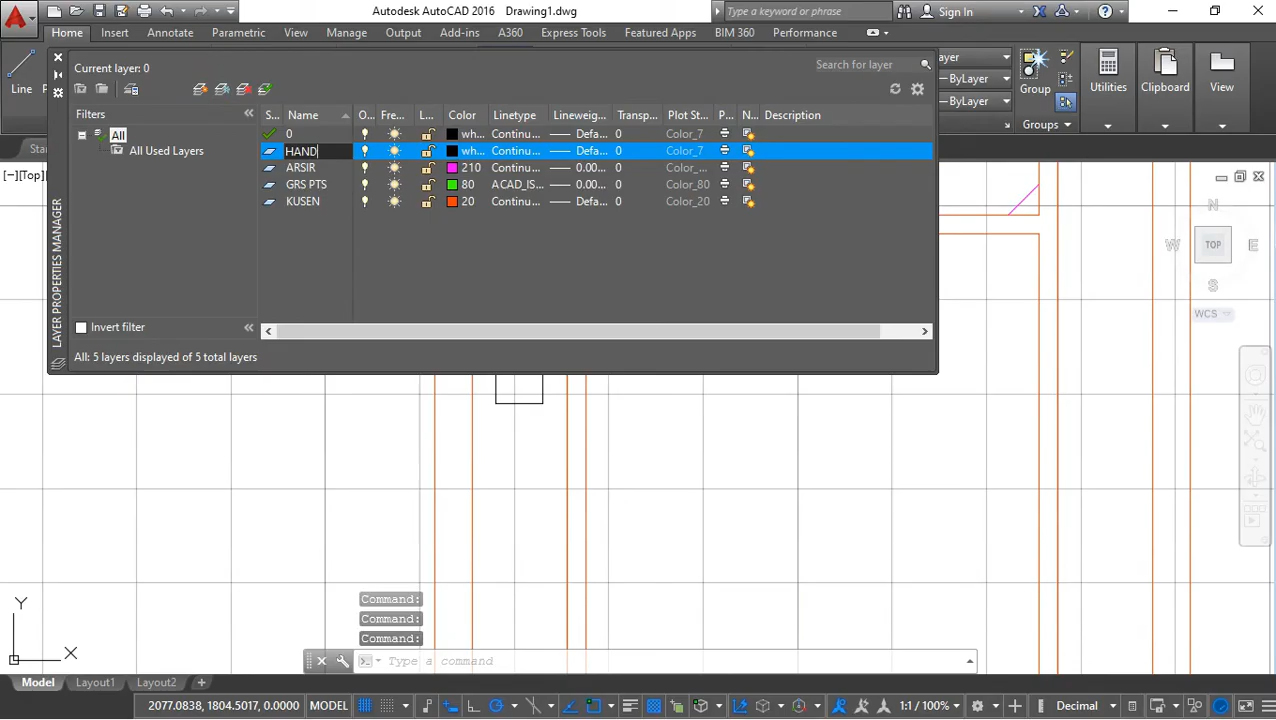 Autodesk AutoCAD 2016 Drawing1.dwg
Type a keyword or phrase
Sign In
Home Insert Annotate Parametric View Manage Output Add-ins A360 Express Tools Featured Apps BIM 360 Performance
Line
ayer
ByLayer
ByLayer
Group
Groups
Utilities
Clipboard
View
Current layer: 0
Search for layer
Filters
All
All Used Layers
S... Name O... Fre... L... Color Linetype Lineweig... Transp... Plot St... P... N... Description
0 wh... Continu... Defa... 0 Color_7
HAND wh... Continu... Defa... 0 Color_7
ARSIR 210 Continu... 0.00... 0 Color_...
GRS PTS 80 ACAD_IS... 0.00... 0 Color_80
KUSEN 20 Continu... Defa... 0 Color_20
Invert filter
All: 5 layers displayed of 5 total layers
LAYER PROPERTIES MANAGER
Sta
[−][Top]
N
W TOP E
S
WCS
Command:
Command:
Command:
Type a command
Y
X
Model Layout1 Layout2 +
2077.0838, 1804.5017, 0.0000 MODEL 1:1 / 100% Decimal